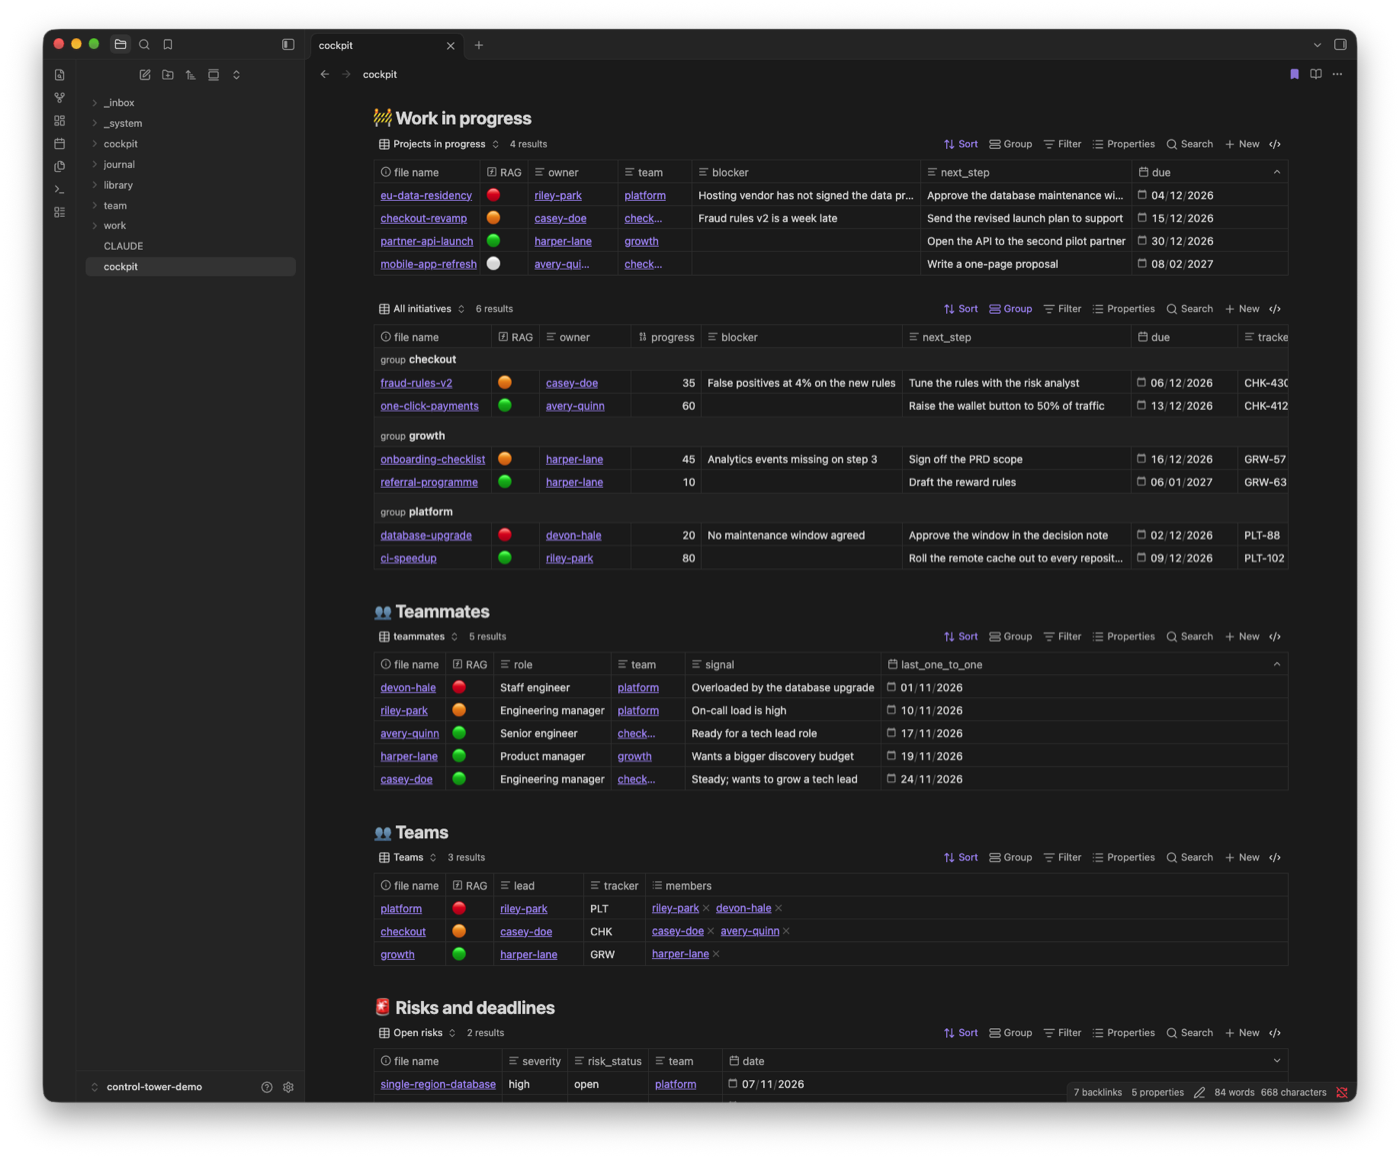 cockpit
cockpit
_inbox
_system
cockpit
journal
library
team
work
CLAUDE
cockpit
control-tower-demo
🚧 Work in progress
Projects in progress 4 results Sort Group Filter Properties Search + New </>
file name RAG owner team blocker next_step due
eu-data-residency riley-park platform Hosting vendor has not signed the data pr... Approve the database maintenance wi... 04/12/2026
checkout-revamp casey-doe check... Fraud rules v2 is a week late Send the revised launch plan to support 15/12/2026
partner-api-launch harper-lane growth Open the API to the second pilot partner 30/12/2026
mobile-app-refresh avery-qui... check... Write a one-page proposal 08/02/2027
All initiatives 6 results Sort Group Filter Properties Search + New </>
file name RAG owner progress blocker next_step due tracke
group checkout
fraud-rules-v2 casey-doe 35 False positives at 4% on the new rules Tune the rules with the risk analyst 06/12/2026 CHK-430
one-click-payments avery-quinn 60 Raise the wallet button to 50% of traffic 13/12/2026 CHK-412
group growth
onboarding-checklist harper-lane 45 Analytics events missing on step 3 Sign off the PRD scope 16/12/2026 GRW-57
referral-programme harper-lane 10 Draft the reward rules 06/01/2027 GRW-63
group platform
database-upgrade devon-hale 20 No maintenance window agreed Approve the window in the decision note 02/12/2026 PLT-88
ci-speedup riley-park 80 Roll the remote cache out to every reposit... 09/12/2026 PLT-102
👥 Teammates
teammates 5 results Sort Group Filter Properties Search + New </>
file name RAG role team signal last_one_to_one
devon-hale Staff engineer platform Overloaded by the database upgrade 01/11/2026
riley-park Engineering manager platform On-call load is high 10/11/2026
avery-quinn Senior engineer check... Ready for a tech lead role 17/11/2026
harper-lane Product manager growth Wants a bigger discovery budget 19/11/2026
casey-doe Engineering manager check... Steady; wants to grow a tech lead 24/11/2026
👥 Teams
Teams 3 results Sort Group Filter Properties Search + New </>
file name RAG lead tracker members
platform riley-park PLT riley-park × devon-hale ×
checkout casey-doe CHK casey-doe × avery-quinn ×
growth harper-lane GRW harper-lane ×
🚨 Risks and deadlines
Open risks 2 results Sort Group Filter Properties Search + New </>
file name severity risk_status team date
single-region-database high open platform 07/11/2026
7 backlinks 5 properties 84 words 668 characters